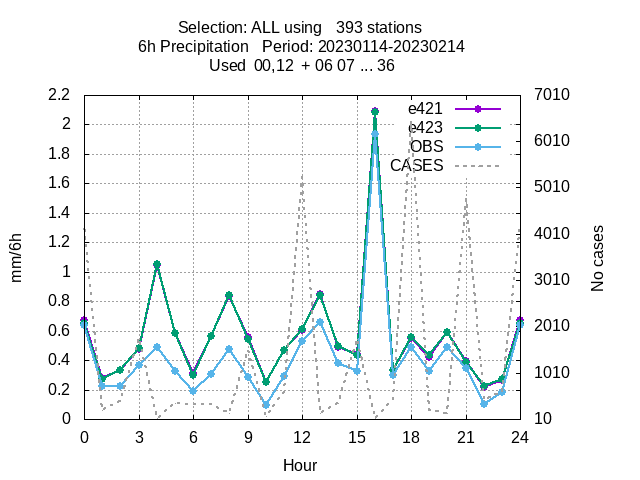 Selection: ALL using 393 stations
6h Precipitation Period: 20230114-20230214
Used 00,12 + 06 07 ... 36
2.2
2
1.8
1.6
1.4
1.2
1
0.8
0.6
0.4
0.2
0
7010
6010
5010
4010
3010
2010
1010
10
e421
e423
OBS
CASES
mm/6h
No cases
0 3 6 9 12 15 18 21 24
Hour